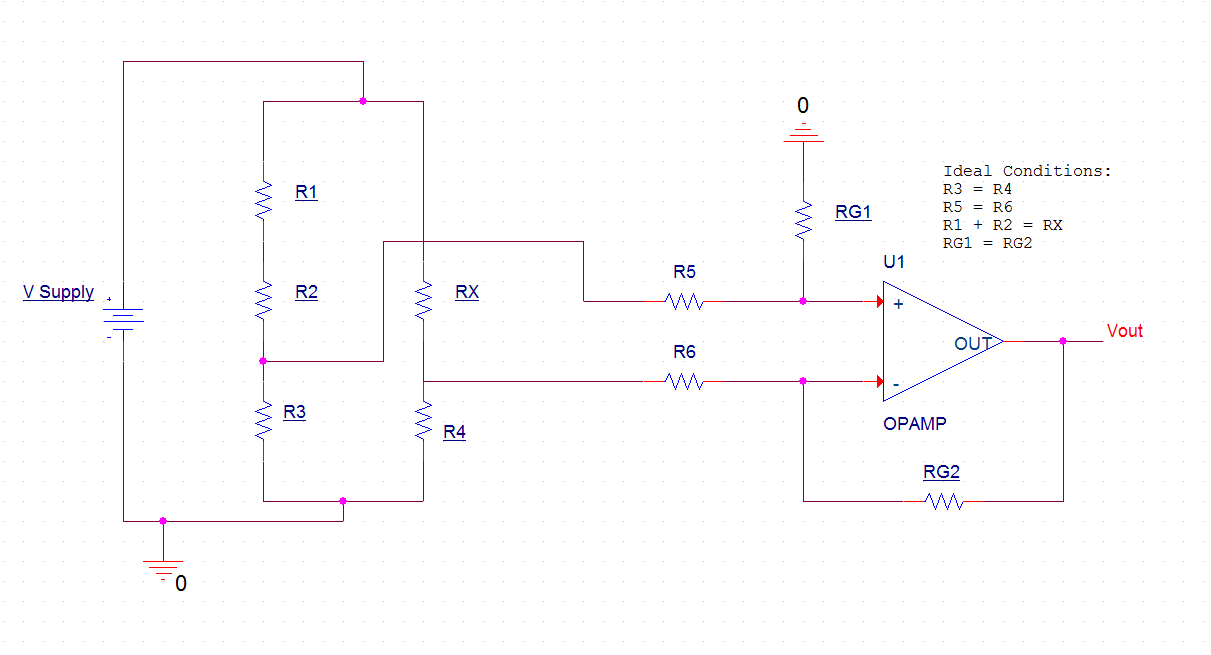 0
Ideal Conditions:
R3 = R4
R5 = R6
R1 + R2 = RX
RG1 = RG2
R1
RG1
U1
R5
V Supply
+
-
R2
RX
+
Vout
OUT
R6
-
R3
R4
OPAMP
RG2
0